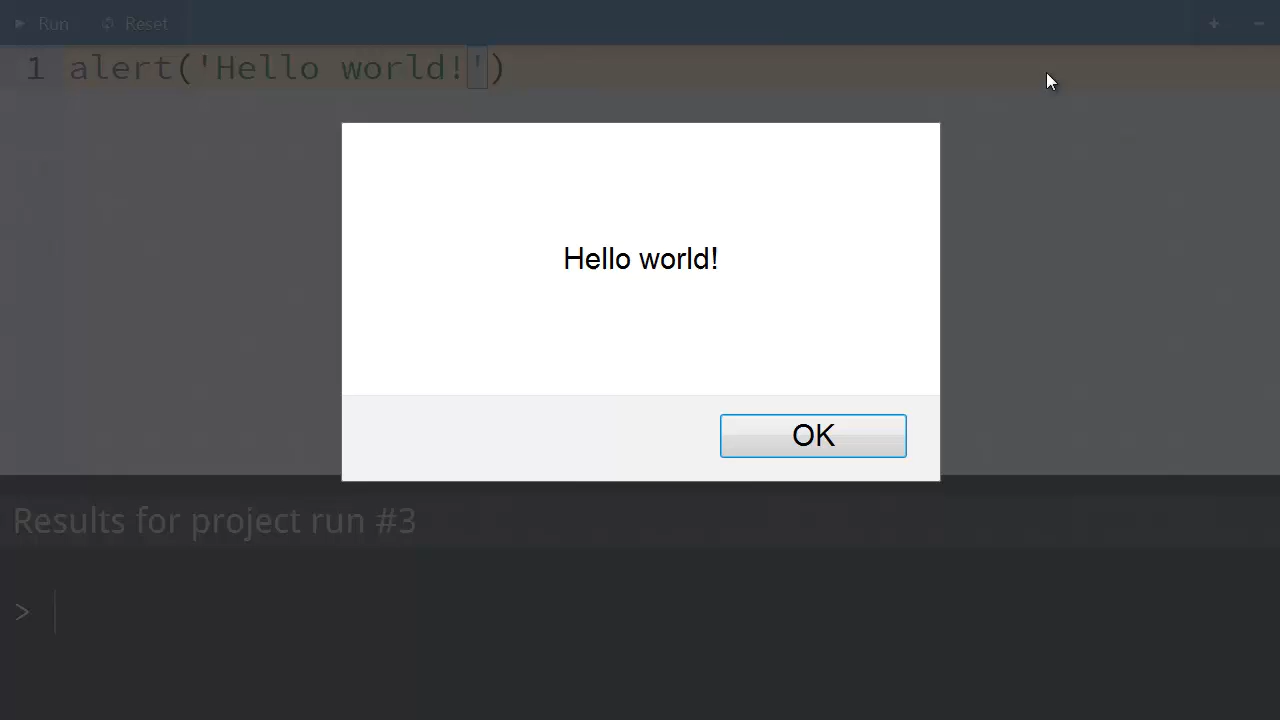 Run Reset + -
1 alert('Hello world!')
Hello world!
OK
Results for project run #3
>